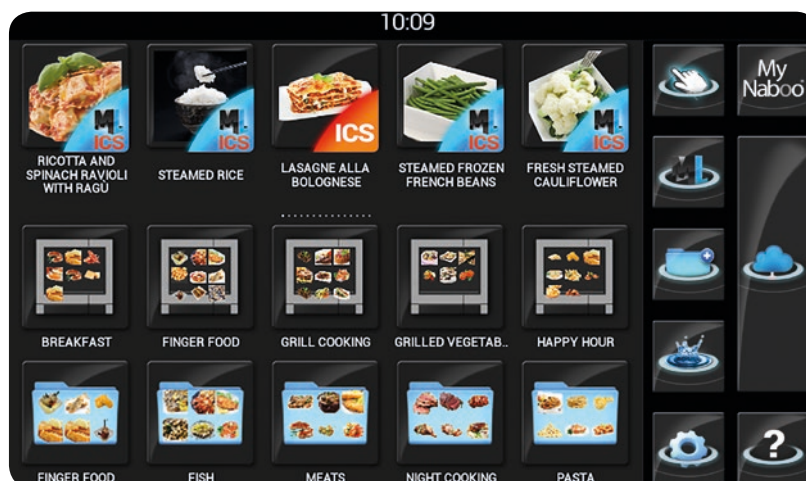 10:09
My
Naboo
M.
ICS
M.
ICS
ICS
M.
ICS
M.
ICS
RICOTTA AND
SPINACH RAVIOLI
WITH RAGÙ
STEAMED RICE
LASAGNE ALLA
BOLOGNESE
STEAMED FROZEN
FRENCH BEANS
FRESH STEAMED
CAULIFLOWER
BREAKFAST
FINGER FOOD
GRILL COOKING
GRILLED VEGETAB..
HAPPY HOUR
FINGER FOOD
FISH
MEATS
NIGHT COOKING
PASTA
?